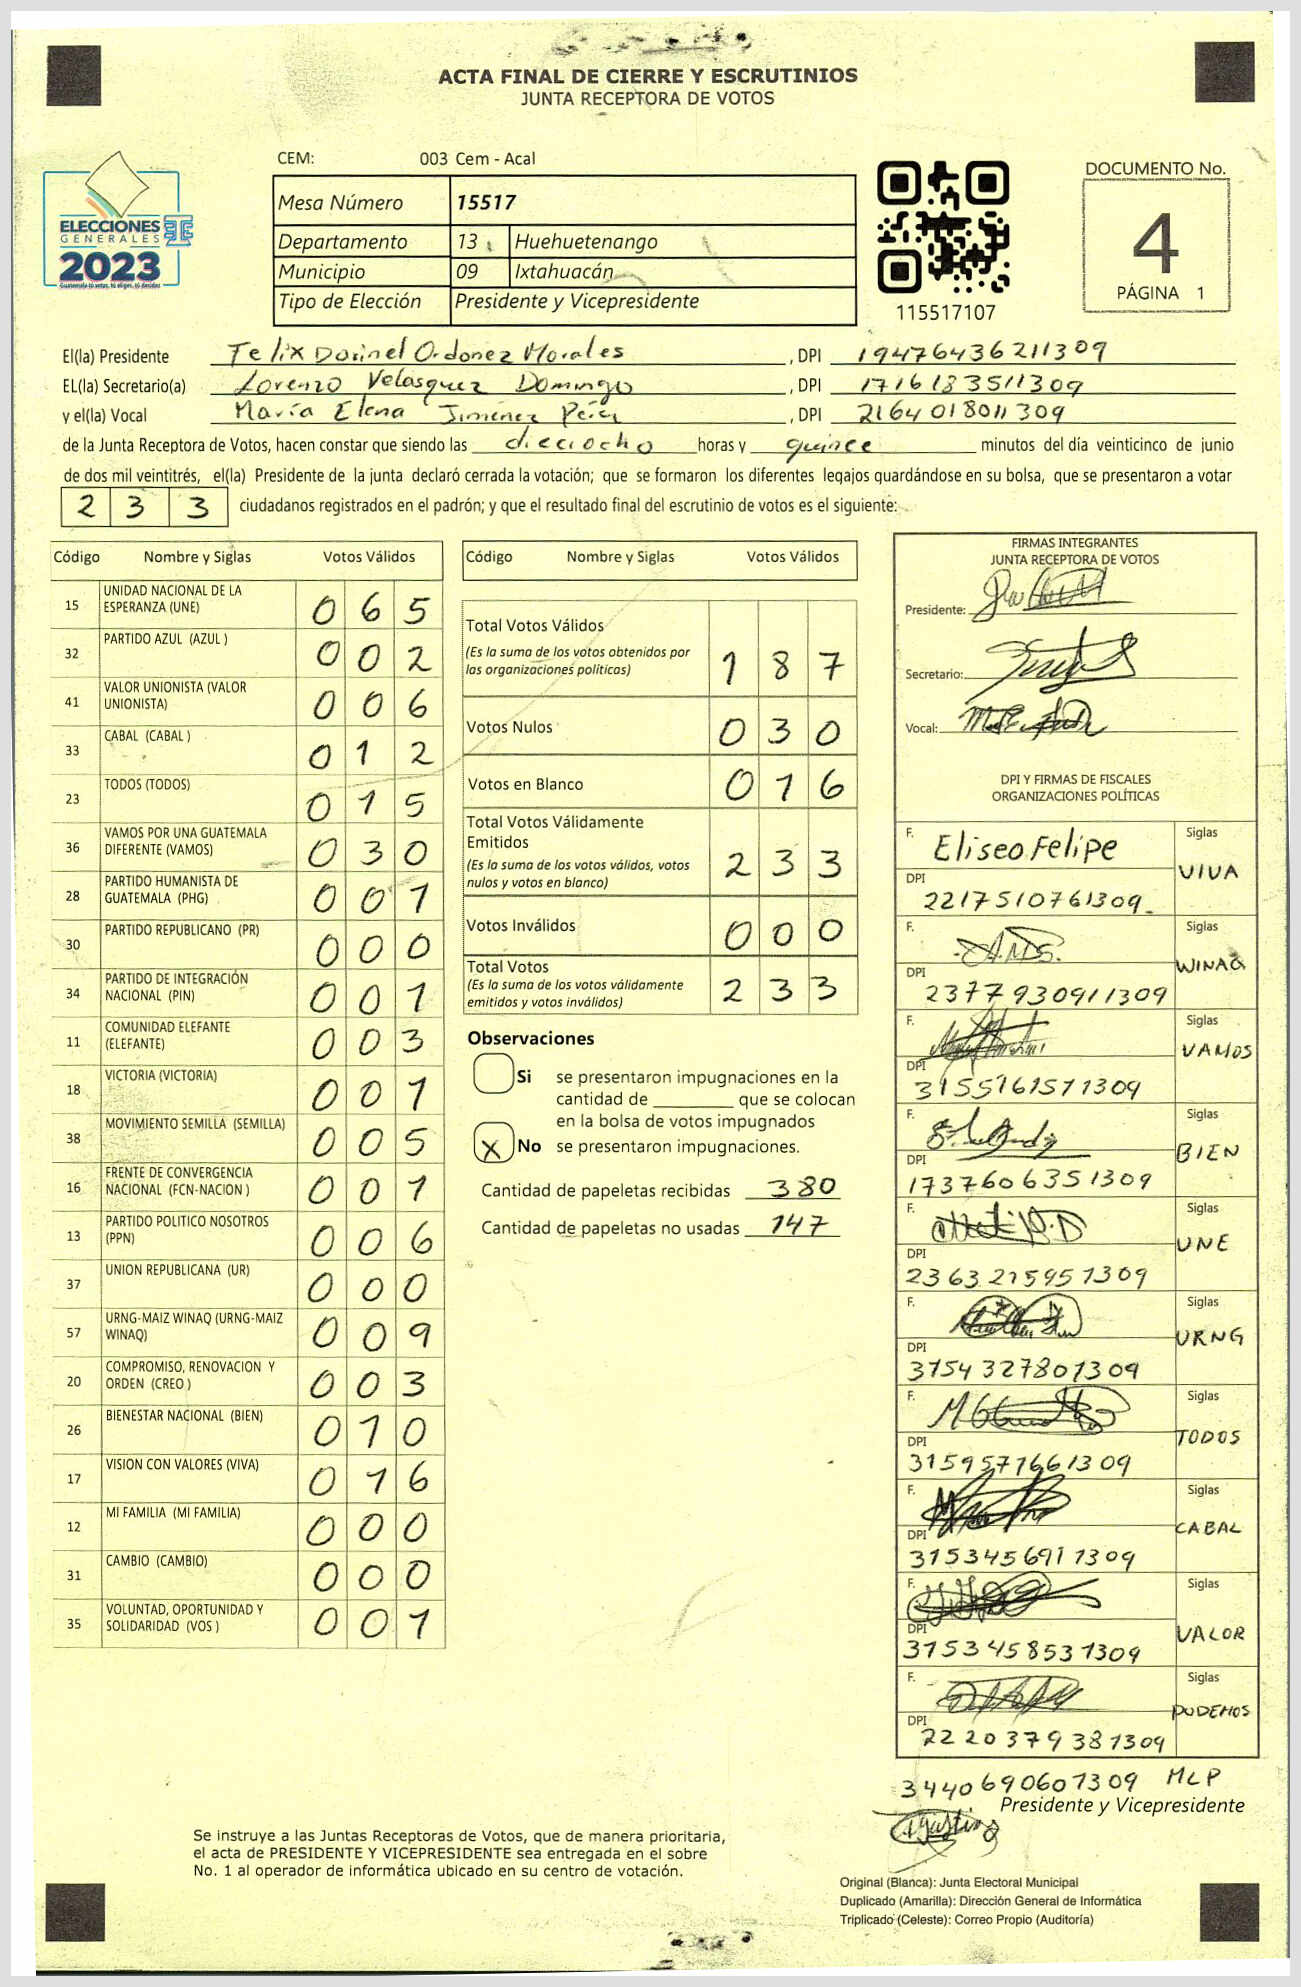 ACTA FINAL DE CIERRE Y ESCRUTINIOS
JUNTA RECEPTORA DE VOTOS
CEM: 003 Cem - Acal
ELECCIONES
GENERALES
2023
Guatemala tú votas, tú eliges, tú decides
Mesa Número 15517
Departamento 13 Huehuetenango
Municipio 09 Ixtahuacán
Tipo de Elección Presidente y Vicepresidente
115517107
DOCUMENTO No.
4
PÁGINA 1
El(la) Presidente Felix Dorinel Ordonez Morales , DPI 1947643621309
EL(la) Secretario(a) Lorenzo Velasquez Domingo , DPI 1716183511309
y el(la) Vocal María Elena Jiménez Pérez , DPI 2164018011309
de la Junta Receptora de Votos, hacen constar que siendo las dieciocho horas y quince minutos del día veinticinco de junio
de dos mil veintitrés, el(la) Presidente de la junta declaró cerrada la votación; que se formaron los diferentes legajos guardándose en su bolsa, que se presentaron a votar
2 3 3 ciudadanos registrados en el padrón; y que el resultado final del escrutinio de votos es el siguiente:
Código Nombre y Siglas Votos Válidos
15 UNIDAD NACIONAL DE LA
ESPERANZA (UNE) 0 6 5
32 PARTIDO AZUL (AZUL ) 0 0 2
41 VALOR UNIONISTA (VALOR
UNIONISTA) 0 0 6
33 CABAL (CABAL ) 0 1 2
23 TODOS (TODOS) 0 1 5
36 VAMOS POR UNA GUATEMALA
DIFERENTE (VAMOS) 0 3 0
28 PARTIDO HUMANISTA DE
GUATEMALA (PHG) 0 0 1
30 PARTIDO REPUBLICANO (PR) 0 0 0
34 PARTIDO DE INTEGRACIÓN
NACIONAL (PIN) 0 0 1
11 COMUNIDAD ELEFANTE
(ELEFANTE) 0 0 3
18 VICTORIA (VICTORIA) 0 0 1
38 MOVIMIENTO SEMILLA (SEMILLA) 0 0 5
16 FRENTE DE CONVERGENCIA
NACIONAL (FCN-NACION ) 0 0 1
13 PARTIDO POLITICO NOSOTROS
(PPN) 0 0 6
37 UNION REPUBLICANA (UR) 0 0 0
57 URNG-MAIZ WINAQ (URNG-MAIZ
WINAQ) 0 0 9
20 COMPROMISO, RENOVACION Y
ORDEN (CREO ) 0 0 3
26 BIENESTAR NACIONAL (BIEN) 0 1 0
17 VISION CON VALORES (VIVA) 0 1 6
12 MI FAMILIA (MI FAMILIA) 0 0 0
31 CAMBIO (CAMBIO) 0 0 0
35 VOLUNTAD, OPORTUNIDAD Y
SOLIDARIDAD (VOS ) 0 0 1
Código Nombre y Siglas Votos Válidos
Total Votos Válidos
(Es la suma de los votos obtenidos por
las organizaciones políticas) 1 8 7
Votos Nulos 0 3 0
Votos en Blanco 0 1 6
Total Votos Válidamente
Emitidos
(Es la suma de los votos válidos, votos
nulos y votos en blanco) 2 3 3
Votos Inválidos 0 0 0
Total Votos
(Es la suma de los votos válidamente
emitidos y votos inválidos) 2 3 3
Observaciones
Si se presentaron impugnaciones en la
cantidad de ________ que se colocan
en la bolsa de votos impugnados
X No se presentaron impugnaciones.
Cantidad de papeletas recibidas 380
Cantidad de papeletas no usadas 147
FIRMAS INTEGRANTES
JUNTA RECEPTORA DE VOTOS
Presidente:
Secretario:
Vocal:
DPI Y FIRMAS DE FISCALES
ORGANIZACIONES POLÍTICAS
F. Eliseo Felipe Siglas
VIVA
DPI
2217510761309
F. Siglas
WINAQ
DPI
2377930911309
F. Siglas
VAMOS
DPI
3155161571309
F. Siglas
BIEN
DPI
1737606351309
F. Siglas
UNE
DPI
2363215951309
F. Siglas
URNG
DPI
3154327801309
F. Siglas
TODOS
DPI
3159571661309
F. Siglas
CABAL
DPI
3153456911309
F. Siglas
VALOR
DPI
3153458531309
F. Siglas
PODEMOS
DPI
2220379381309
3440690601309 MLP
Presidente y Vicepresidente
Se instruye a las Juntas Receptoras de Votos, que de manera prioritaria,
el acta de PRESIDENTE Y VICEPRESIDENTE sea entregada en el sobre
No. 1 al operador de informática ubicado en su centro de votación.
Original (Blanca): Junta Electoral Municipal
Duplicado (Amarilla): Dirección General de Informática
Triplicado (Celeste): Correo Propio (Auditoría)